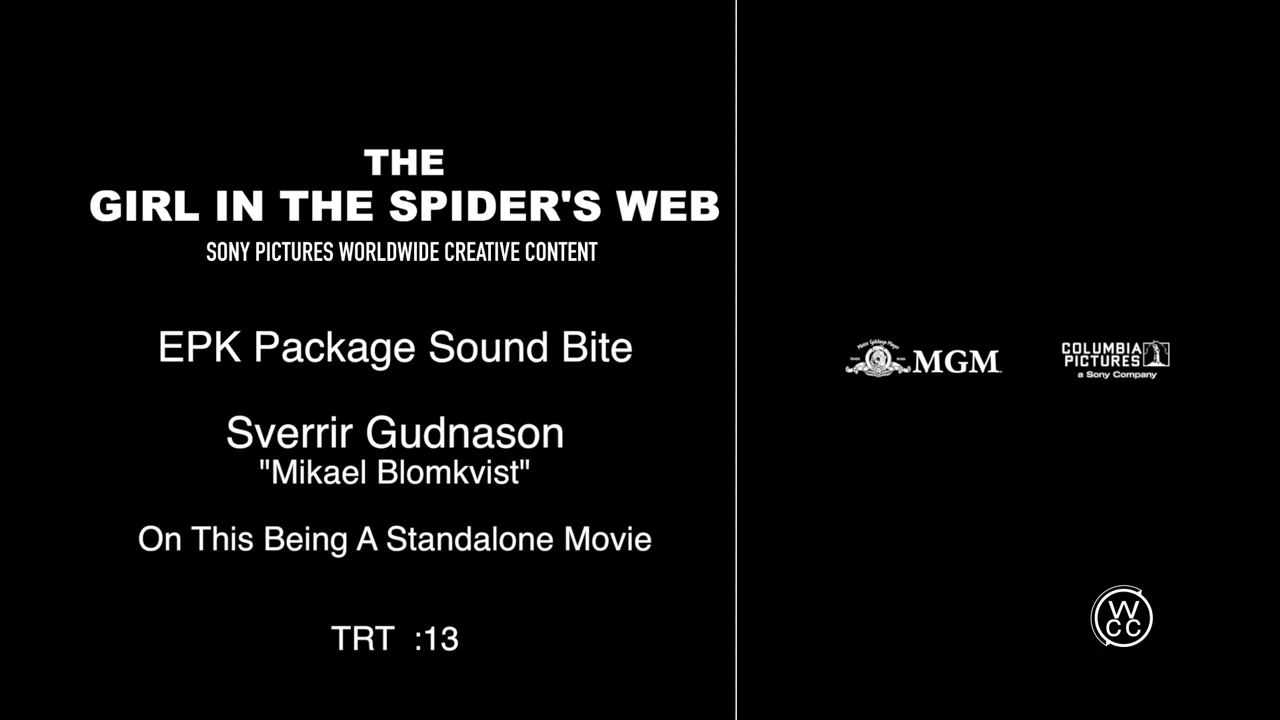 THE
GIRL IN THE SPIDER'S WEB
SONY PICTURES WORLDWIDE CREATIVE CONTENT
EPK Package Sound Bite
Sverrir Gudnason
"Mikael Blomkvist"
On This Being A Standalone Movie
TRT :13
MGM
COLUMBIA
PICTURES
a Sony Company
W
CC